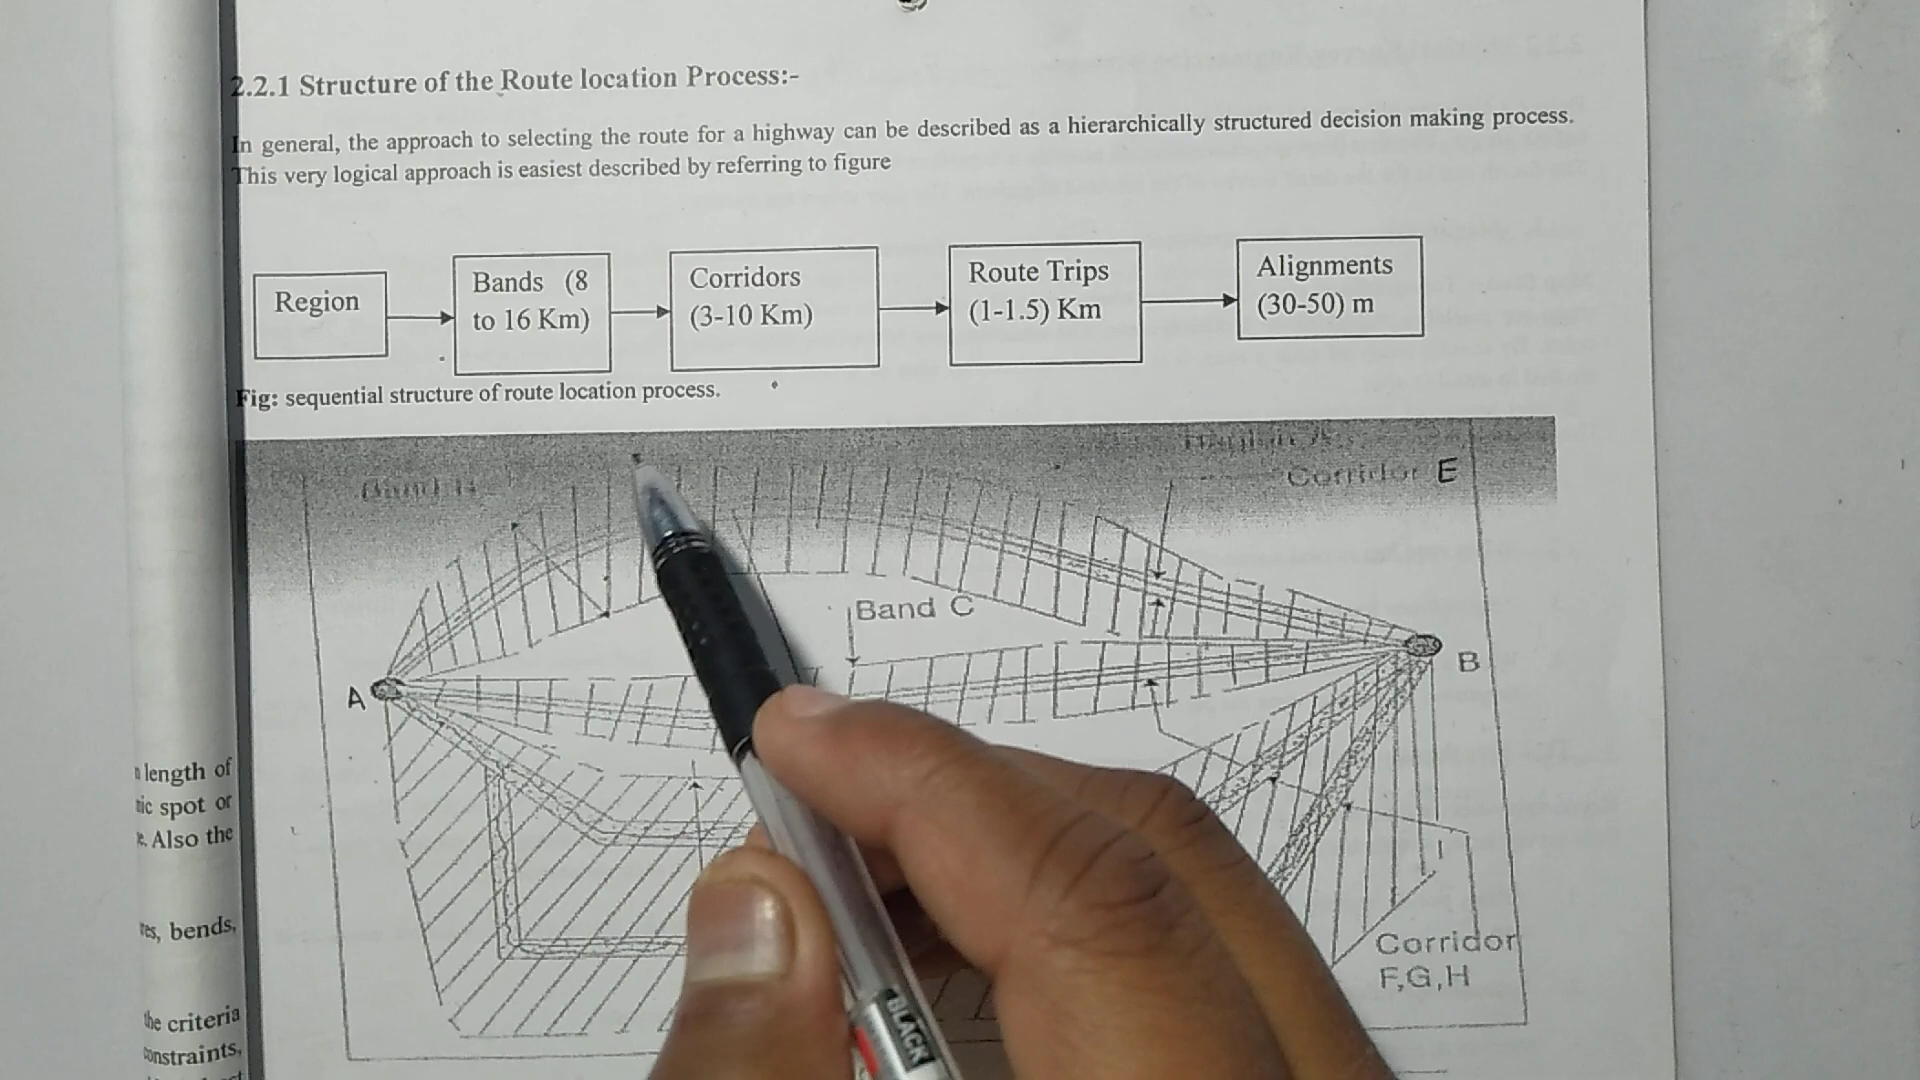 2.2.1 Structure of the Route location Process:-
In general, the approach to selecting the route for a highway can be described as a hierarchically structured decision making process.
This very logical approach is easiest described by referring to figure
Region
Bands (8
to 16 Km)
Corridors
(3-10 Km)
Route Trips
(1-1.5) Km
Alignments
(30-50) m
Fig: sequential structure of route location process.
Corridor E
Band C
A
B
Corridor
F,G,H
length of
spot or
Also the
bends,
the criteria
BLACK